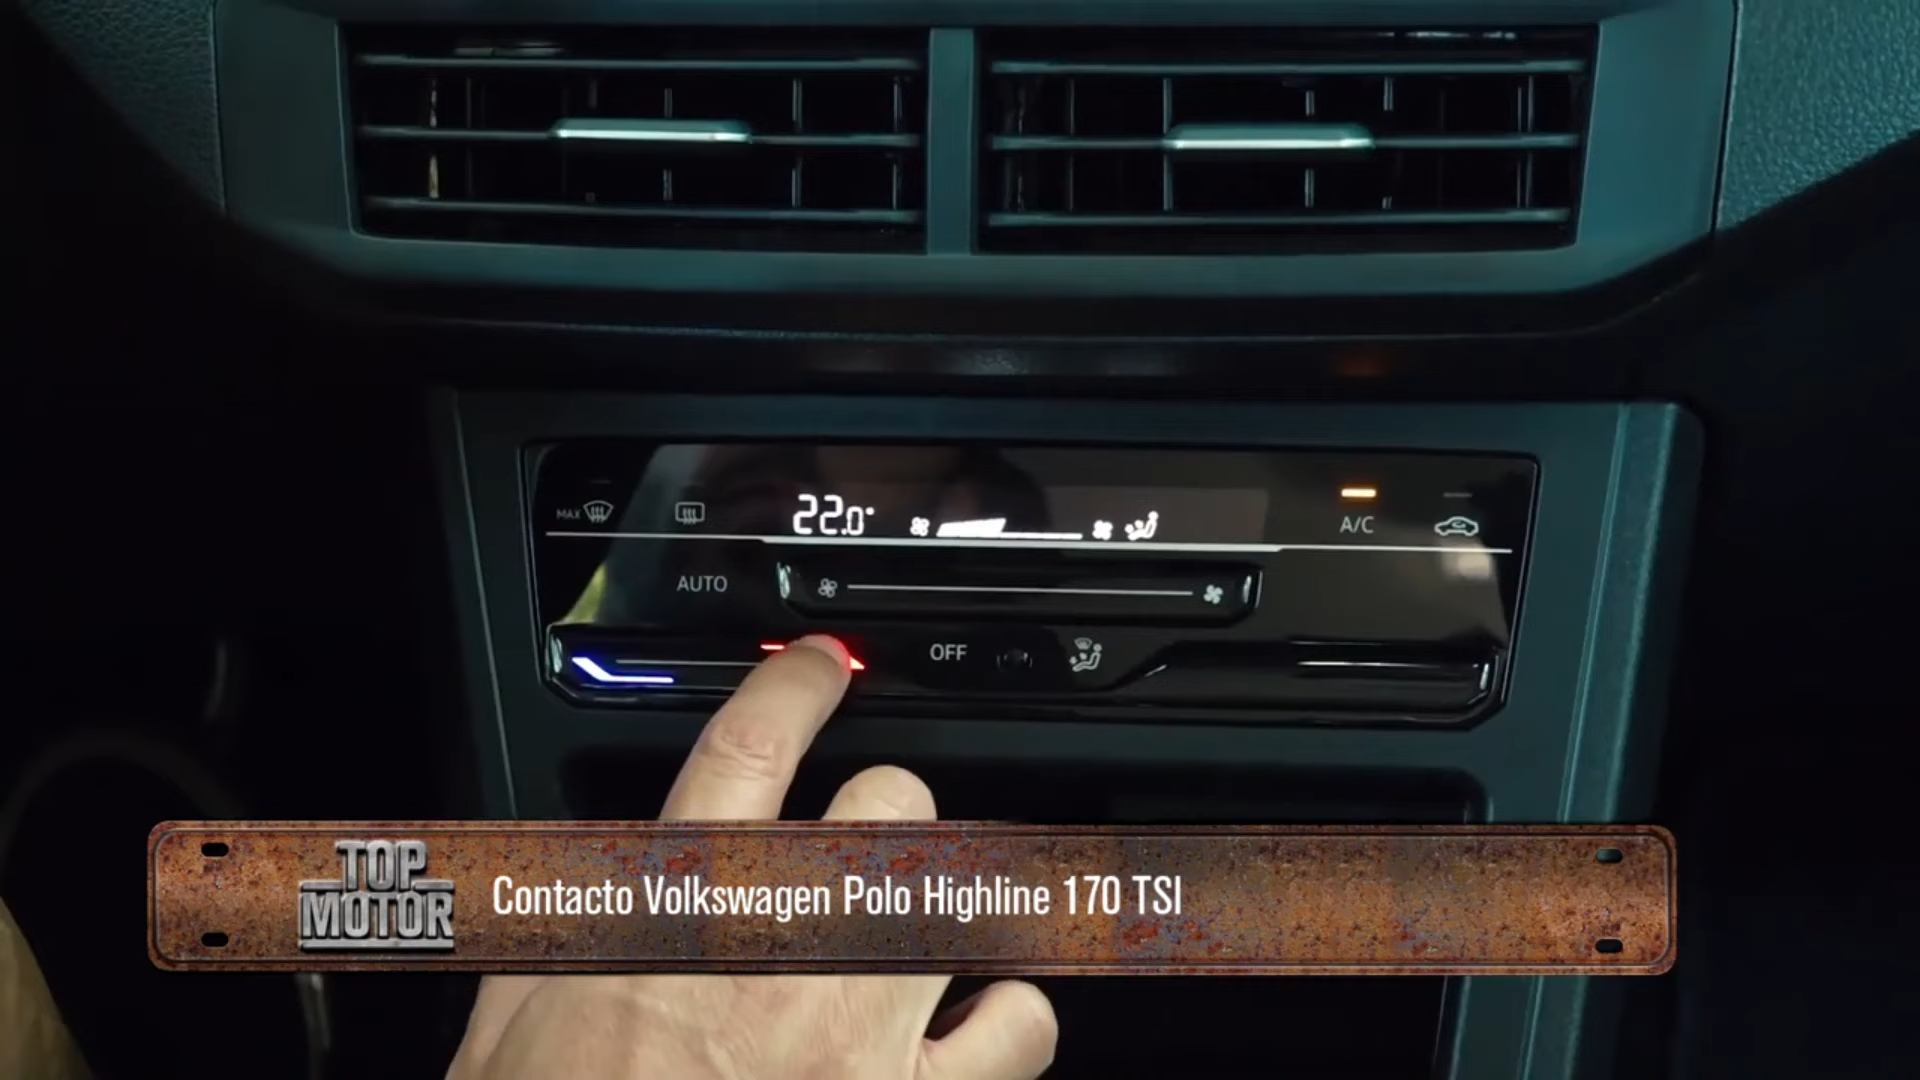 MAX
22.0°
A/C
AUTO
OFF
TOP
MOTOR
Contacto Volkswagen Polo Highline 170 TSI